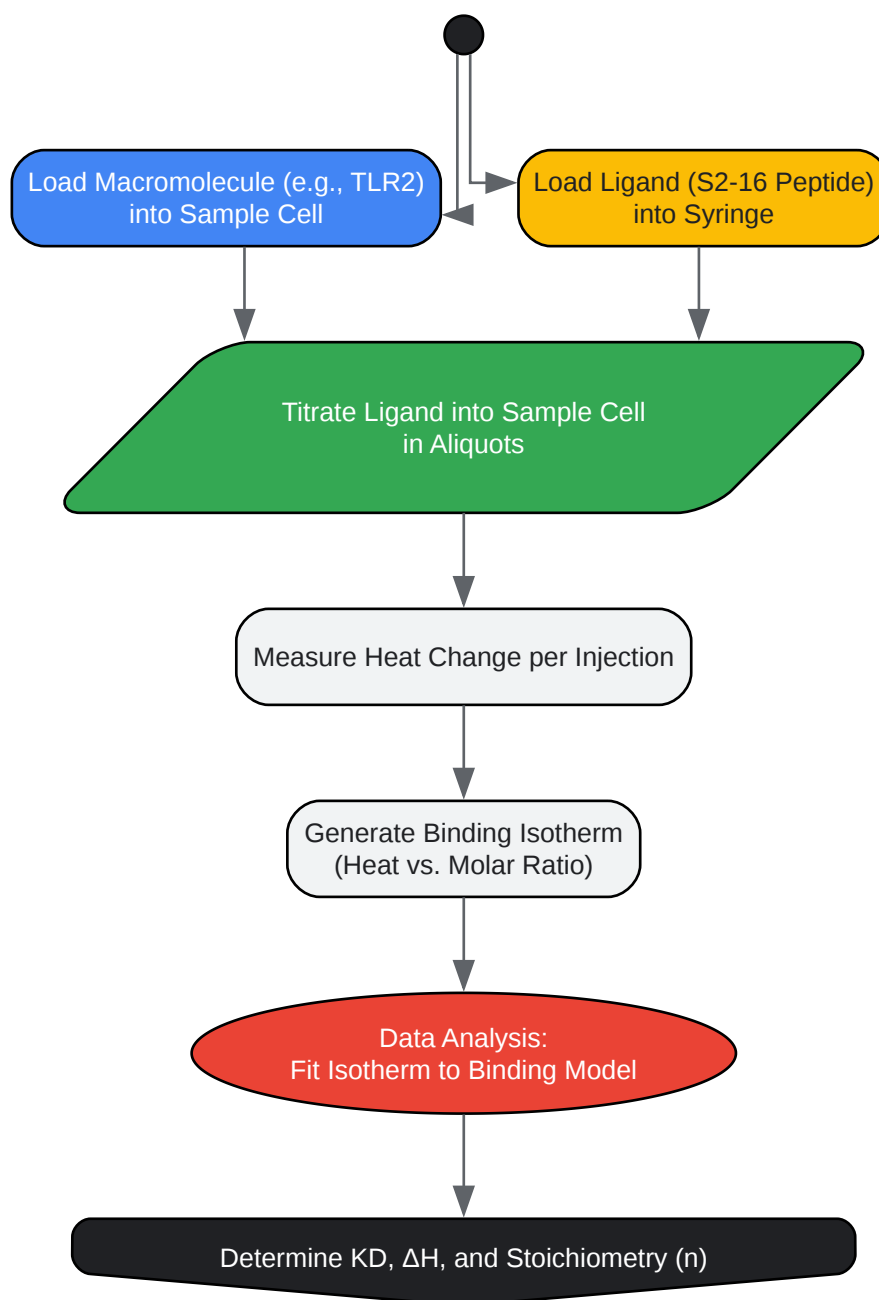 Load Macromolecule (e.g., TLR2)
into Sample Cell
Load Ligand (S2-16 Peptide)
into Syringe
Titrate Ligand into Sample Cell
in Aliquots
Measure Heat Change per Injection
Generate Binding Isotherm
(Heat vs. Molar Ratio)
Data Analysis:
Fit Isotherm to Binding Model
Determine KD, ΔH, and Stoichiometry (n)